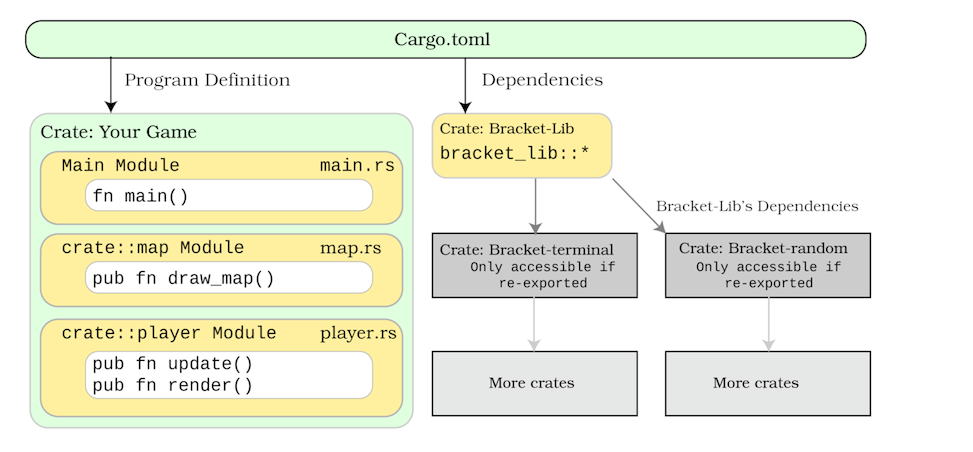 Cargo.toml
Program Definition
Dependencies
Crate: Your Game
Main Module main.rs
fn main()
crate::map Module map.rs
pub fn draw_map()
crate::player Module player.rs
pub fn update()
pub fn render()
Crate: Bracket-Lib
bracket_lib::*
Bracket-Lib's Dependencies
Crate: Bracket-terminal
Only accessible if
re-exported
Crate: Bracket-random
Only accessible if
re-exported
More crates
More crates